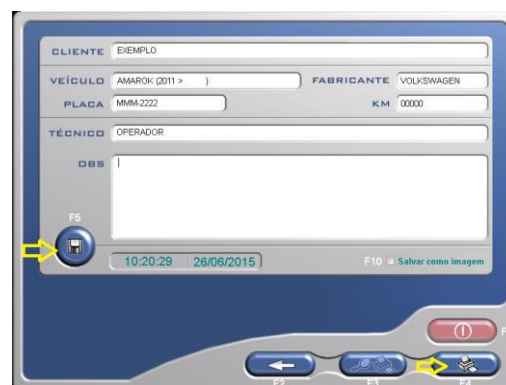 CLIENTE EXEMPLO
VEÍCULO AMAROK (2011 > ) FABRICANTE VOLKSWAGEN
PLACA MMM-2222 KM 00000
TÉCNICO OPERADOR
OBS
F5
10:20:29 26/06/2015 F10 Salvar como imagem
F2 F3 F4